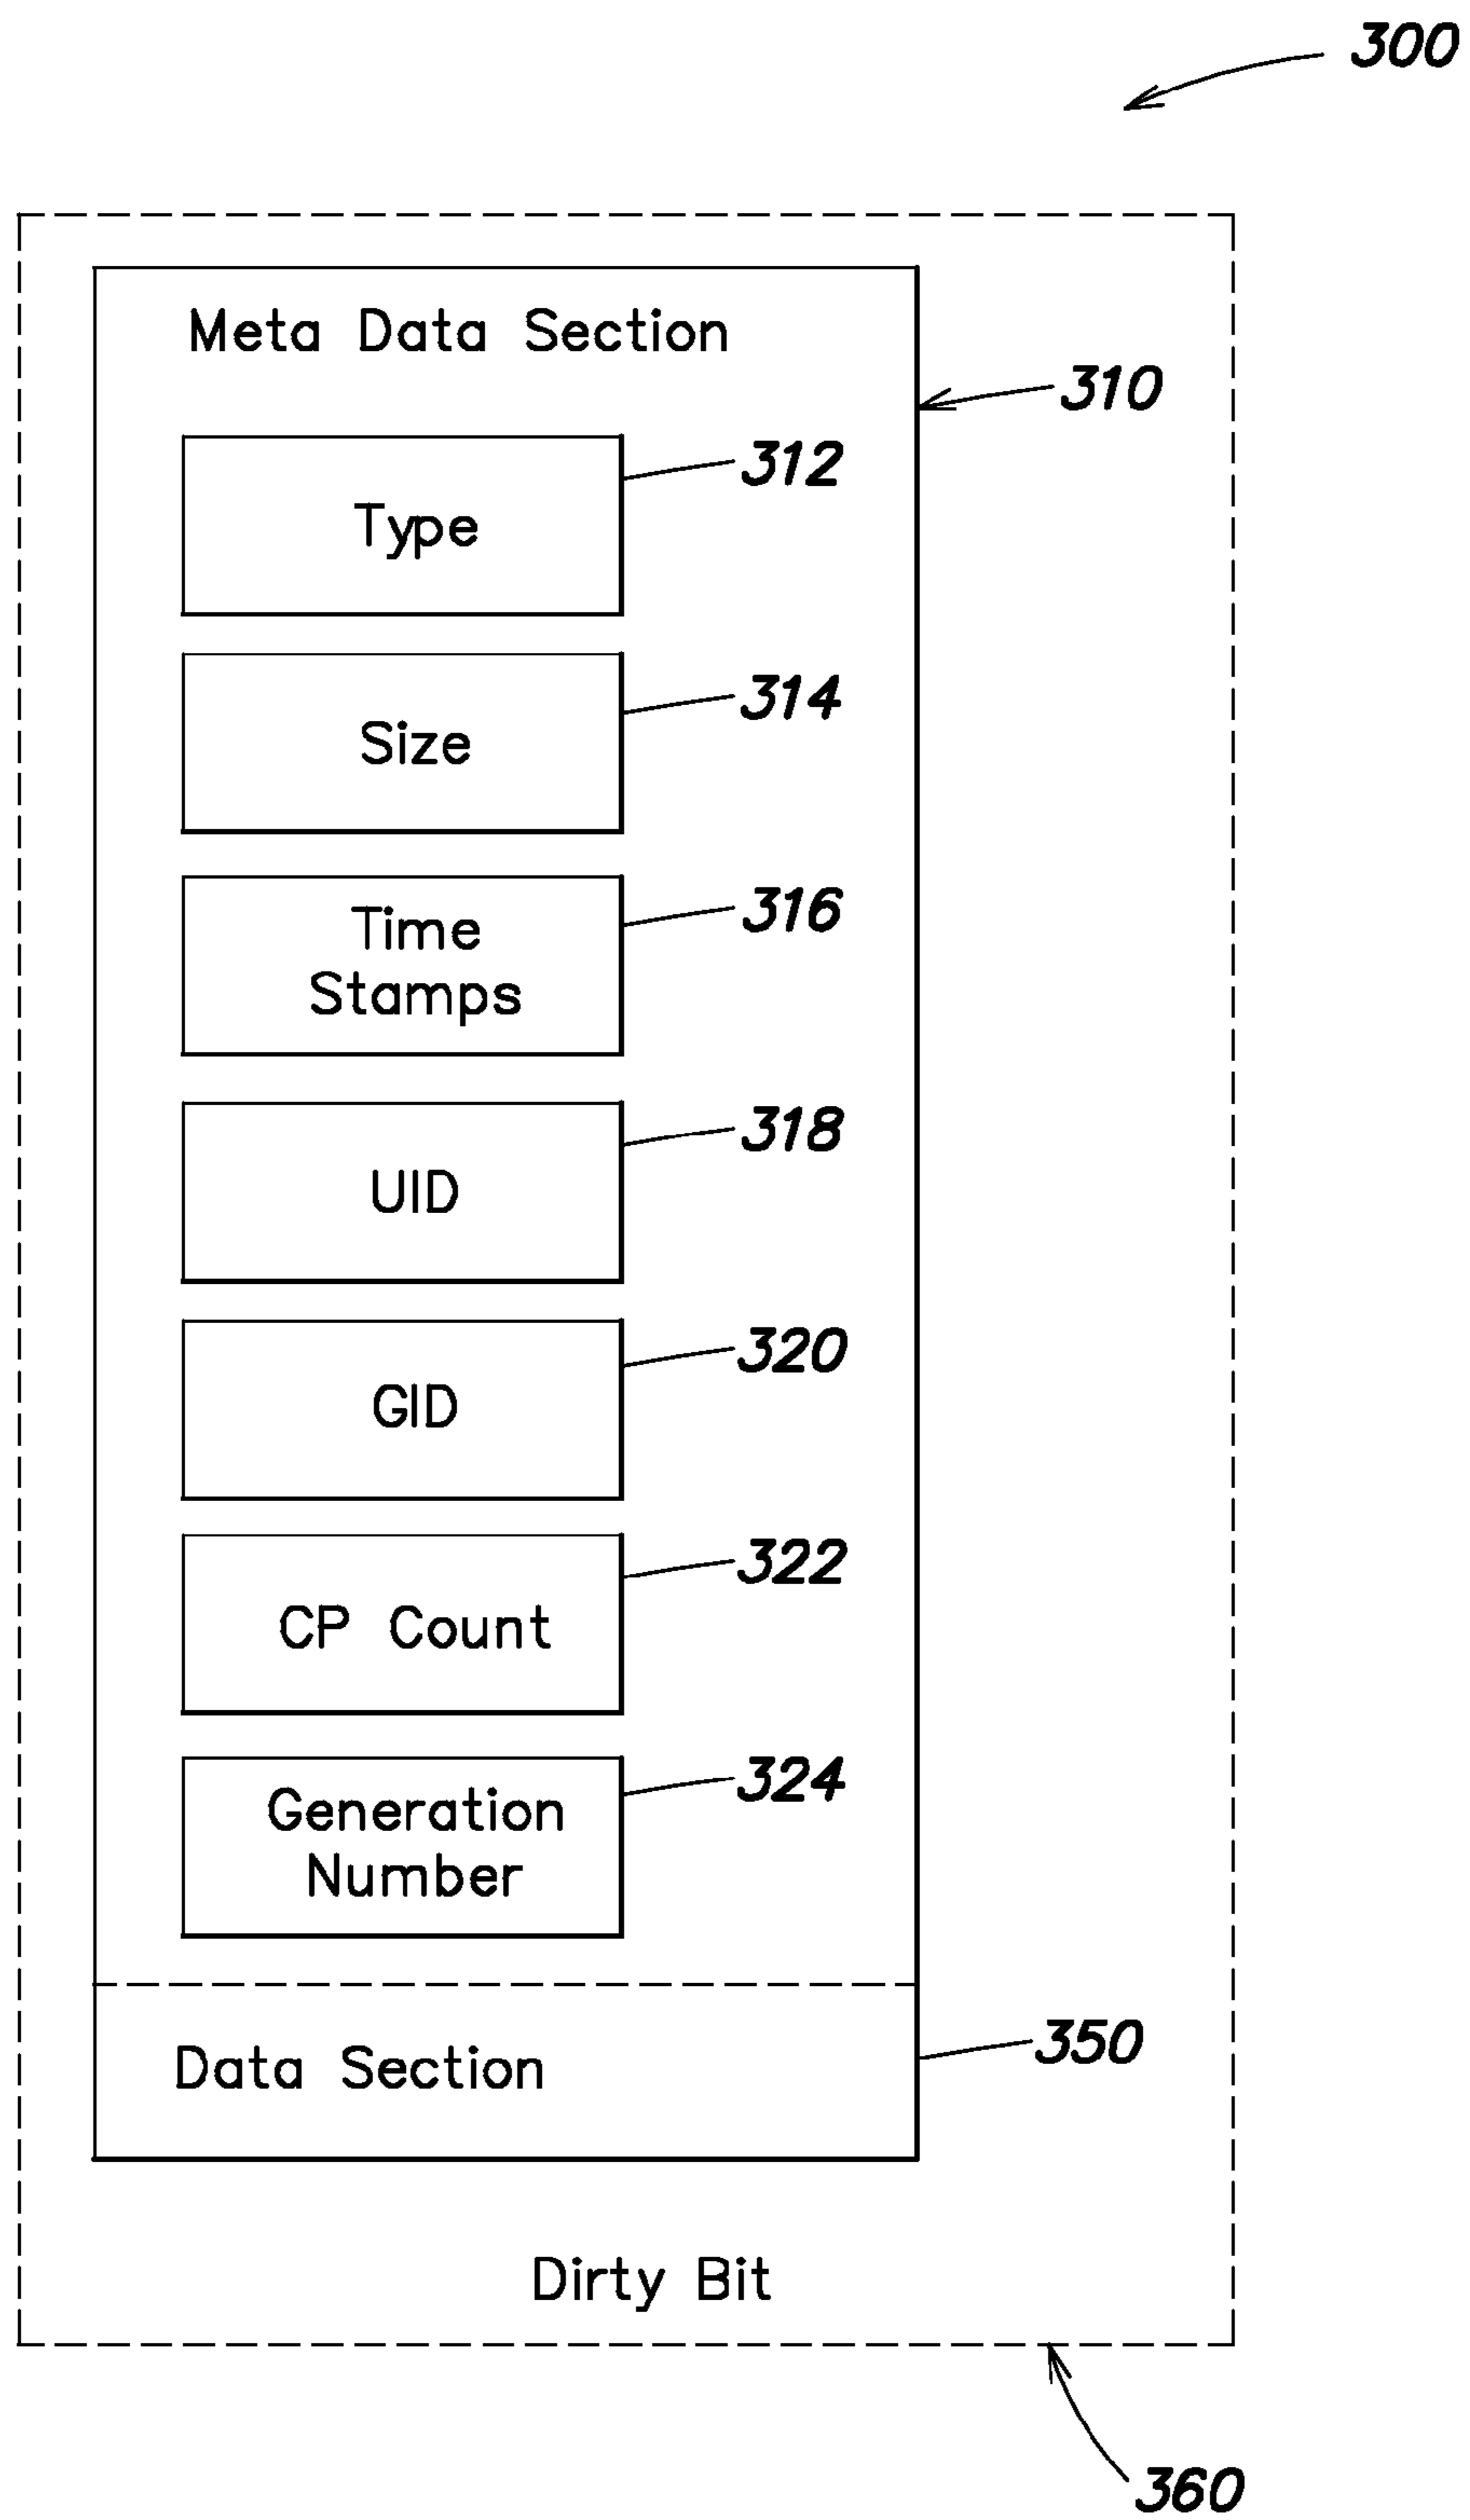 300
Meta Data Section
310
Type
312
Size
314
Time
Stamps
316
UID
318
GID
320
CP Count
322
Generation
Number
324
Data Section
350
Dirty Bit
360